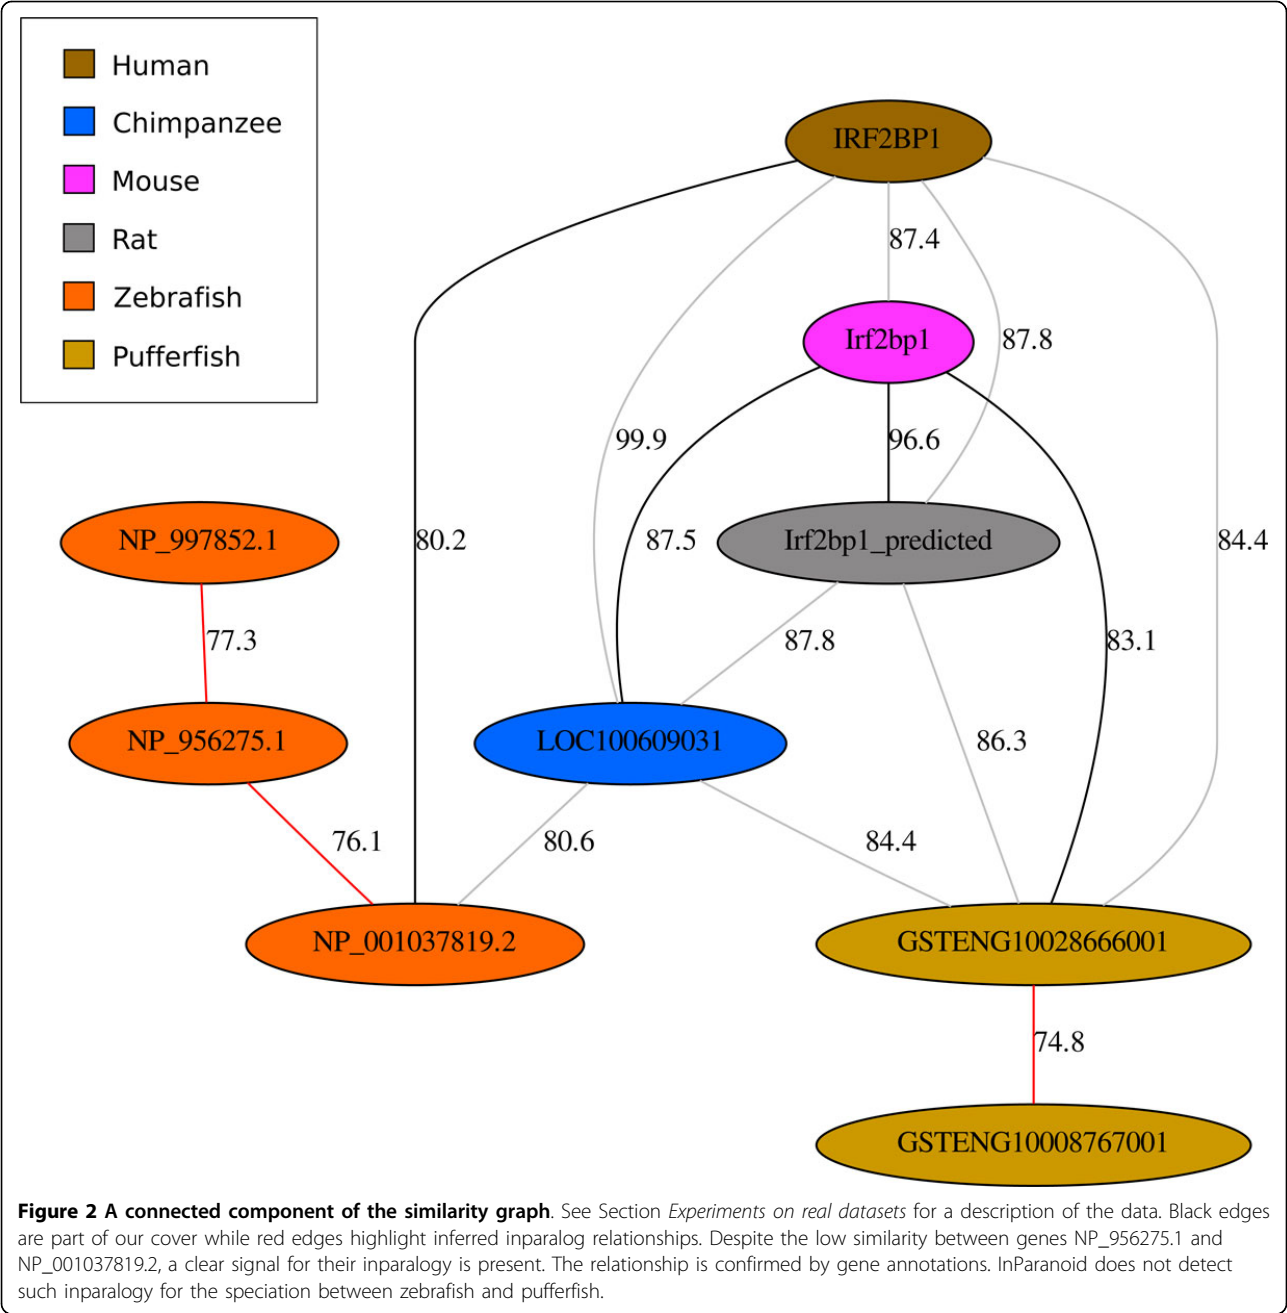 Human
Chimpanzee
Mouse
Rat
Zebrafish
Pufferfish
IRF2BP1
87.4
Irf2bp1
87.8
99.9
96.6
NP_997852.1
80.2
87.5
Irf2bp1_predicted
84.4
77.3
87.8
83.1
NP_956275.1
LOC100609031
86.3
76.1
80.6
84.4
NP_001037819.2
GSTENG10028666001
74.8
GSTENG10008767001
Figure 2 A connected component of the similarity graph. See Section Experiments on real datasets for a description of the data. Black edges
are part of our cover while red edges highlight inferred inparalog relationships. Despite the low similarity between genes NP_956275.1 and
NP_001037819.2, a clear signal for their inparalogy is present. The relationship is confirmed by gene annotations. InParanoid does not detect
such inparalogy for the speciation between zebrafish and pufferfish.